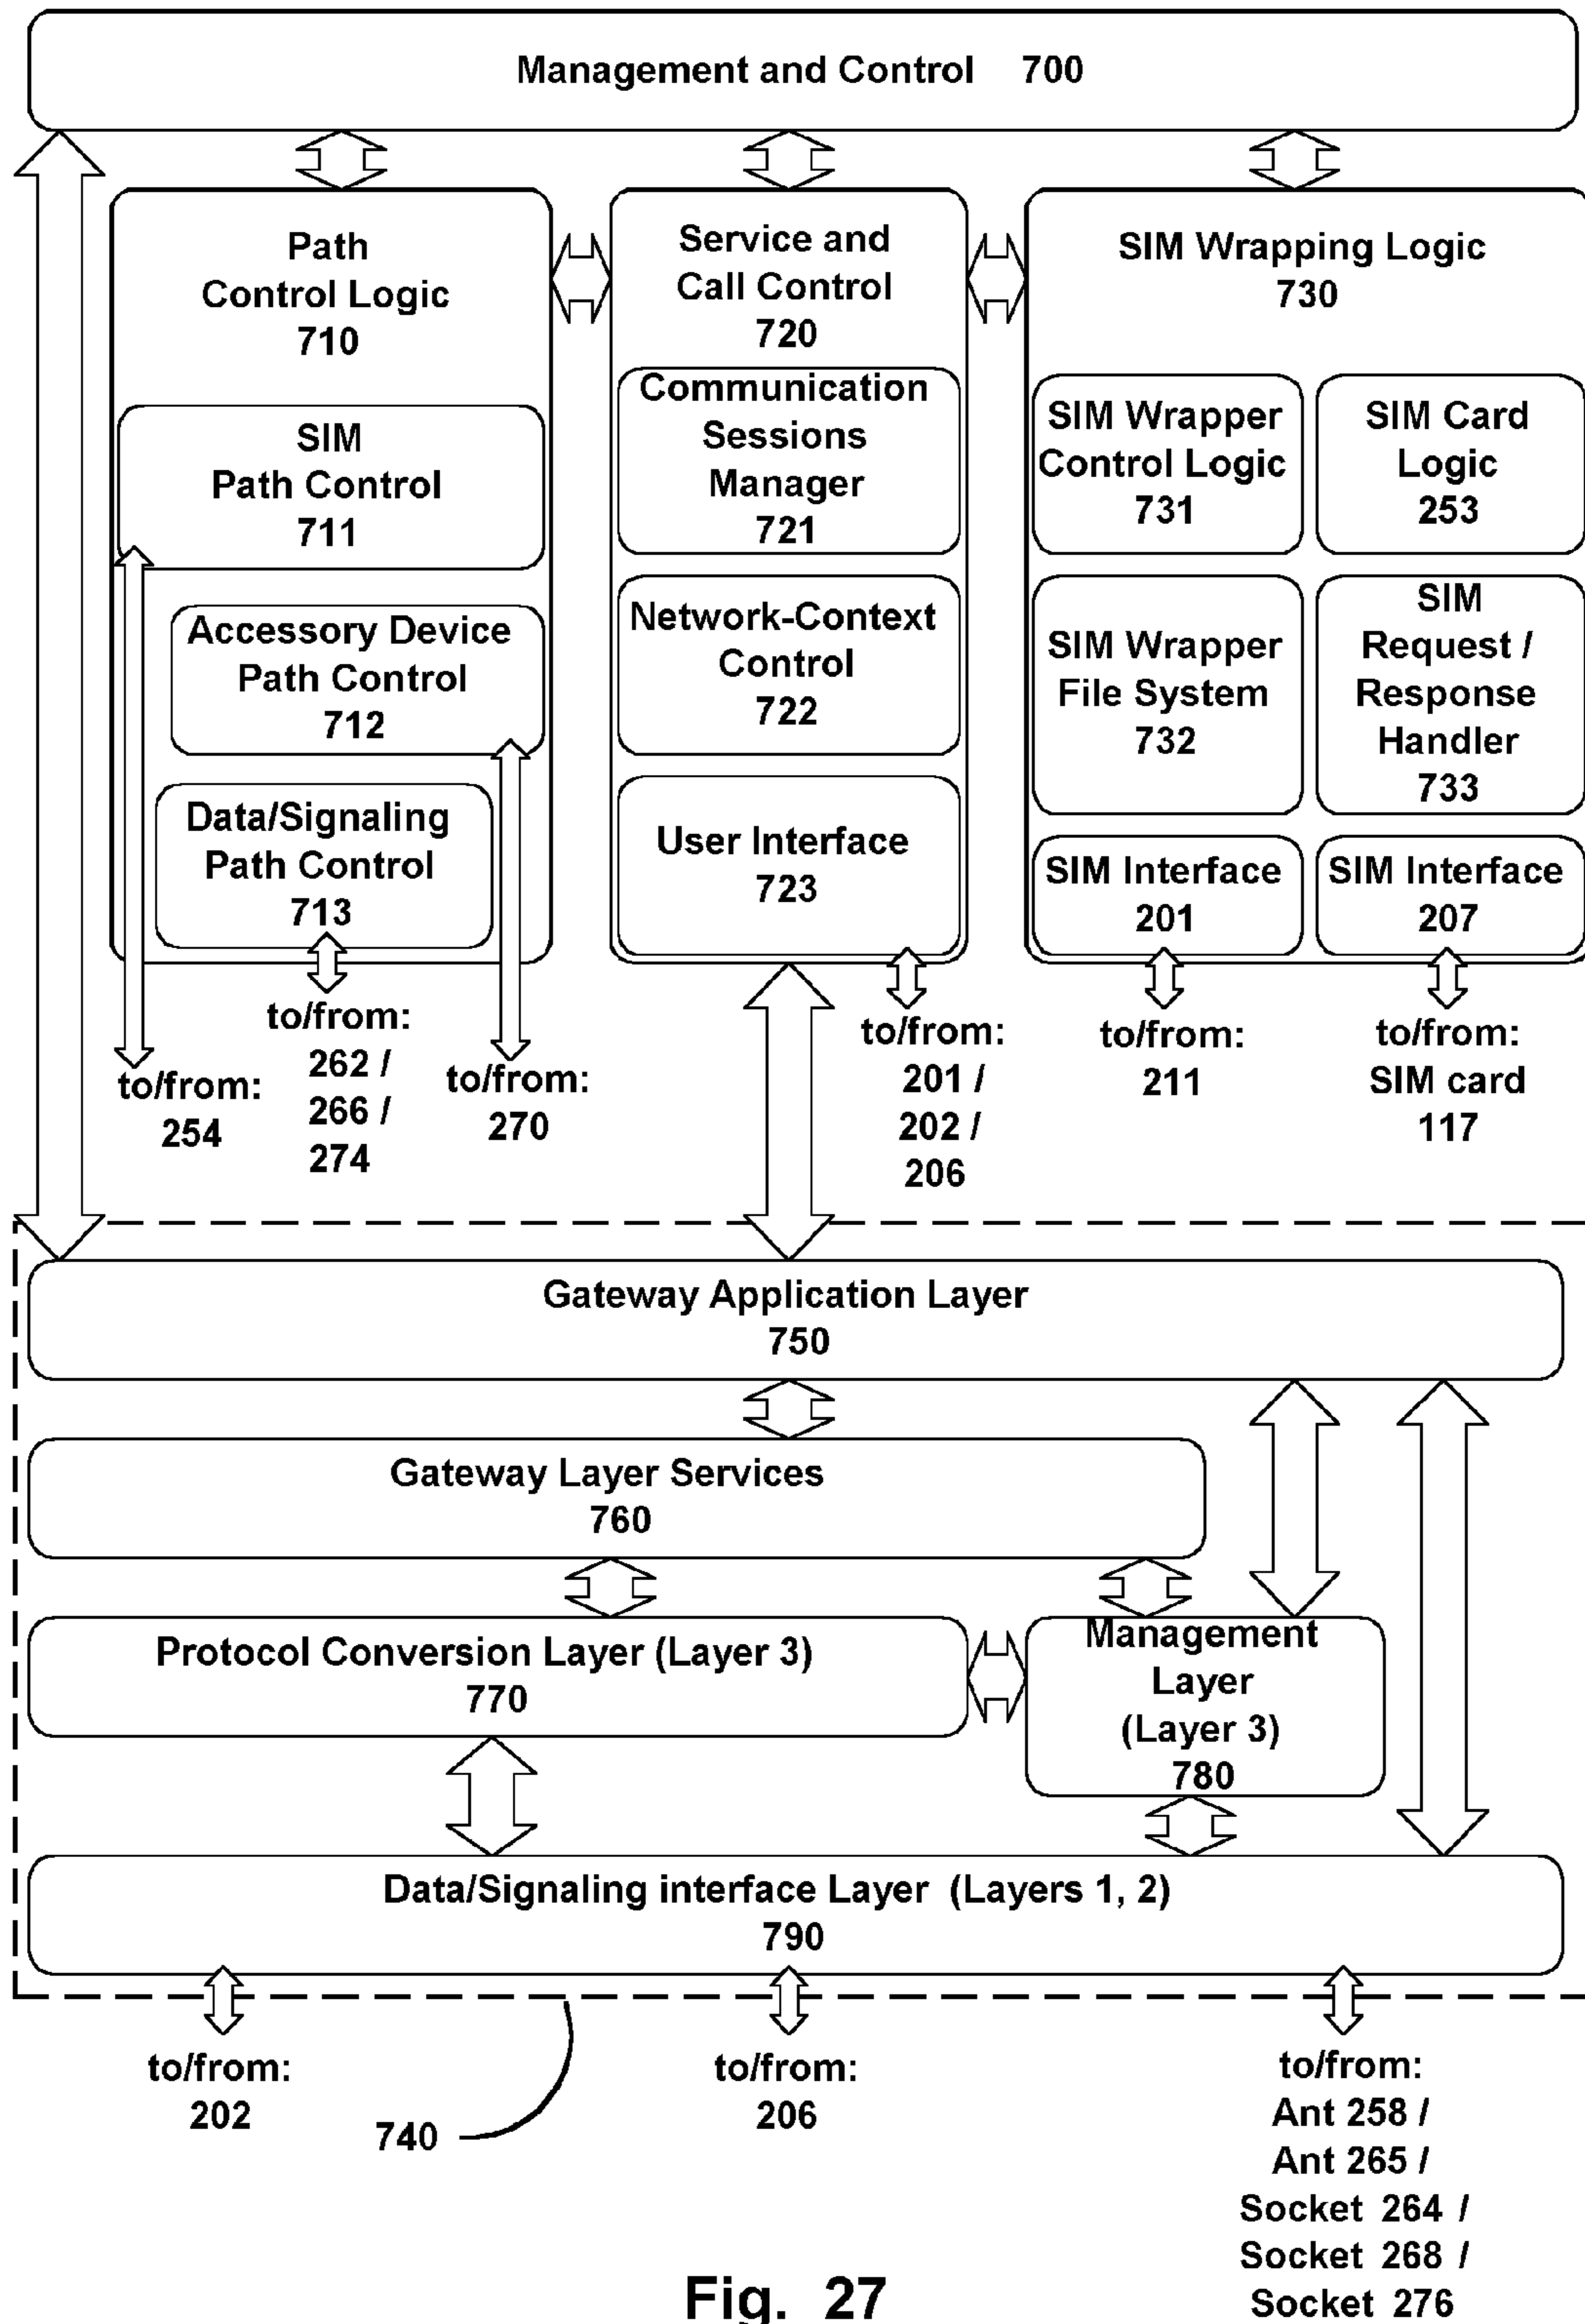 Management and Control 700
Path
Control Logic
710
SIM
Path Control
711
Accessory Device
Path Control
712
Data/Signaling
Path Control
713
to/from:
254
to/from:
262 /
266 /
274
to/from:
270
Service and
Call Control
720
Communication
Sessions
Manager
721
Network-Context
Control
722
User Interface
723
to/from:
201 /
202 /
206
SIM Wrapping Logic
730
SIM Wrapper
Control Logic
731
SIM Card
Logic
253
SIM Wrapper
File System
732
SIM
Request /
Response
Handler
733
SIM Interface
201
SIM Interface
207
to/from:
211
to/from:
SIM card
117
Gateway Application Layer
750
Gateway Layer Services
760
Protocol Conversion Layer (Layer 3)
770
Management
Layer
(Layer 3)
780
Data/Signaling interface Layer (Layers 1, 2)
790
to/from:
202
740
to/from:
206
to/from:
Ant 258 /
Ant 265 /
Socket 264 /
Socket 268 /
Socket 276
Fig. 27